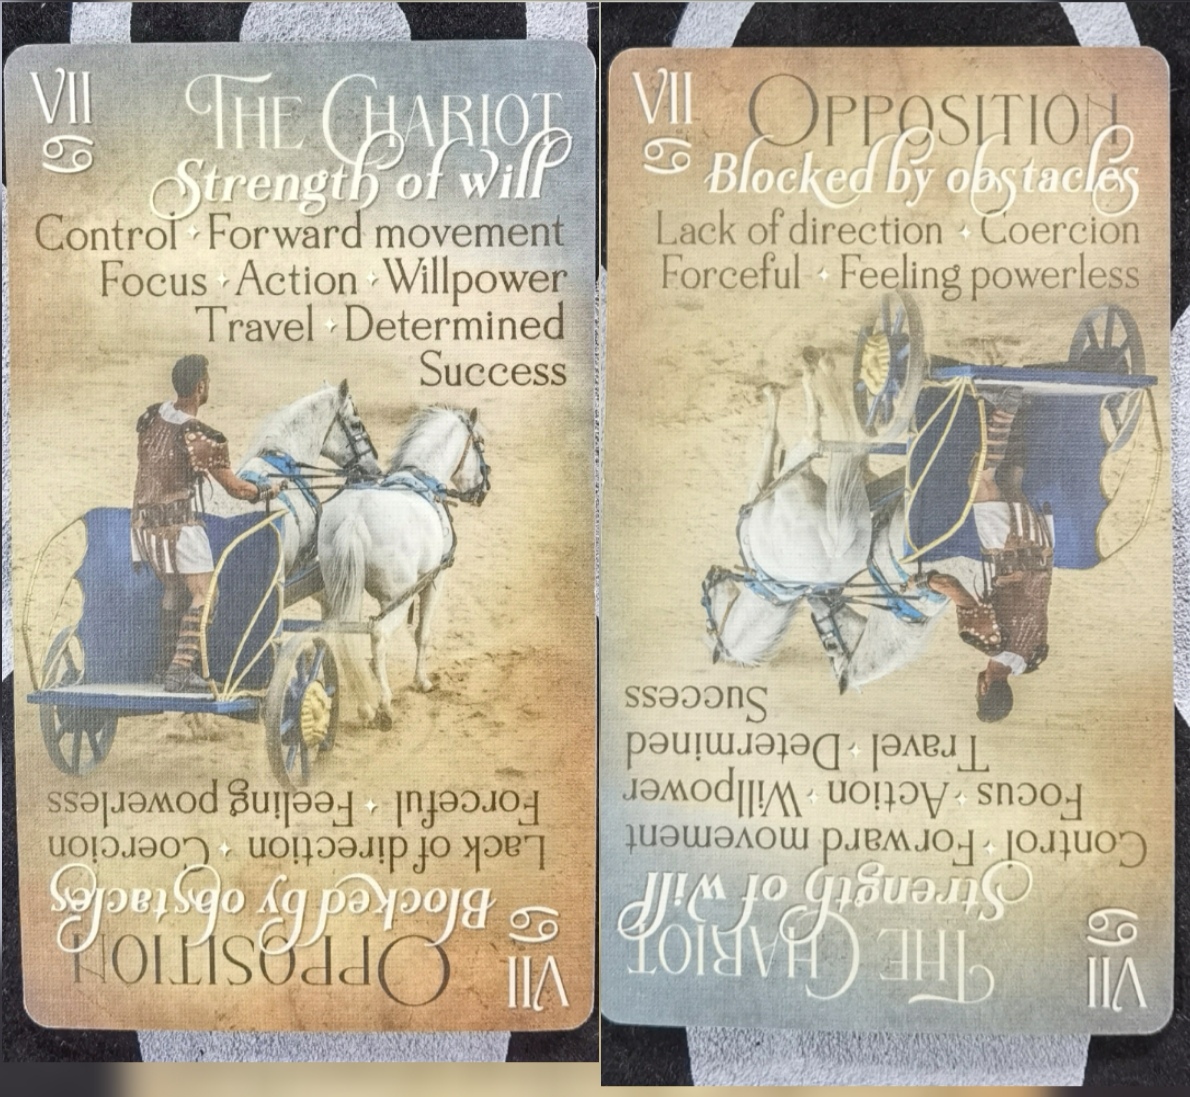 VII
♋
THE CHARIOT
Strength of will
Control ✦ Forward movement
Focus ✦ Action ✦ Willpower
Travel ✦ Determined
Success
Forceful ✦ Feeling powerless
Lack of direction ✦ Coercion
Blocked by obstacles
OPPOSITION
♋
VII
VII
♋
OPPOSITION
Blocked by obstacles
Lack of direction ✦ Coercion
Forceful ✦ Feeling powerless
Success
Travel ✦ Determined
Focus ✦ Action ✦ Willpower
Control ✦ Forward movement
Strength of will
THE CHARIOT
♋
VII